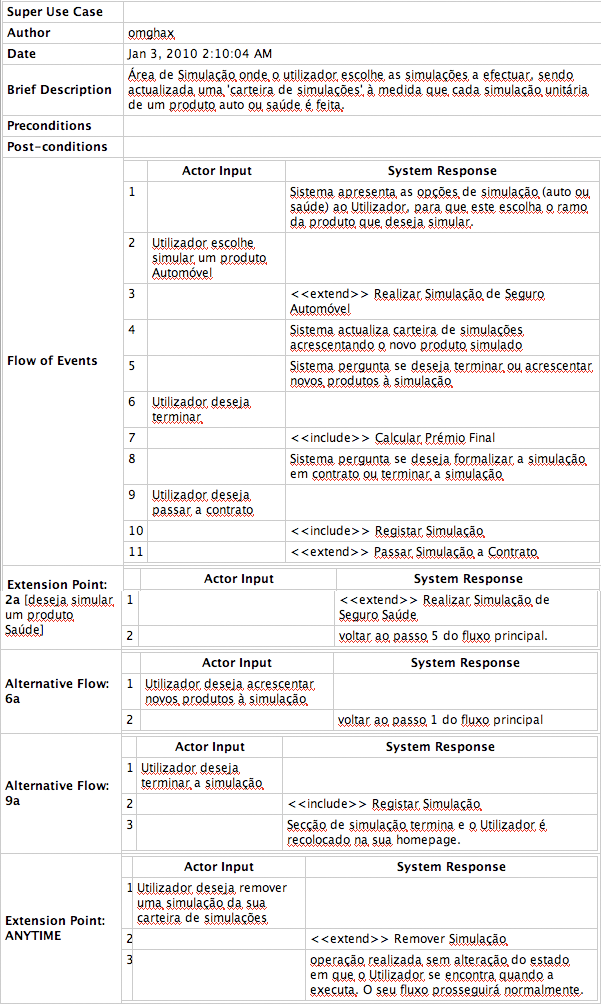 Super Use Case
Author omghax
Date Jan 3, 2010 2:10:04 AM
Brief Description
Área de Simulação onde o utilizador escolhe as simulações a efectuar, sendo
actualizada uma 'carteira de simulações' à medida que cada simulação unitária
de um produto auto ou saúde é feita.
Preconditions
Post-conditions
Flow of Events
Actor Input System Response
1 Sistema apresenta as opções de simulação (auto ou
saúde) ao Utilizador, para que este escolha o ramo
da produto que deseja simular.
2 Utilizador escolhe
simular um produto
Automóvel
3 <<extend>> Realizar Simulação de Seguro
Automóvel
4 Sistema actualiza carteira de simulações
acrescentando o novo produto simulado
5 Sistema pergunta se deseja terminar ou acrescentar
novos produtos à simulação
6 Utilizador deseja
terminar
7 <<include>> Calcular Prémio Final
8 Sistema pergunta se deseja formalizar a simulação
em contrato ou terminar a simulação
9 Utilizador deseja
passar a contrato
10 <<include>> Registar Simulação
11 <<extend>> Passar Simulação a Contrato
Extension Point:
2a [deseja simular
um produto
Saúde]
Actor Input System Response
1 <<extend>> Realizar Simulação de
Seguro Saúde
2 voltar ao passo 5 do fluxo principal.
Alternative Flow:
6a
Actor Input System Response
1 Utilizador deseja acrescentar
novos produtos à simulação
2 voltar ao passo 1 do fluxo principal
Alternative Flow:
9a
Actor Input System Response
1 Utilizador deseja
terminar a simulação
2 <<include>> Registar Simulação
3 Secção de simulação termina e o Utilizador é
recolocado na sua homepage.
Extension Point:
ANYTIME
Actor Input System Response
1 Utilizador deseja remover
uma simulação da sua
carteira de simulações
2 <<extend>> Remover Simulação
3 operação realizada sem alteração do estado
em que o Utilizador se encontra quando a
executa. O seu fluxo prosseguirá normalmente.